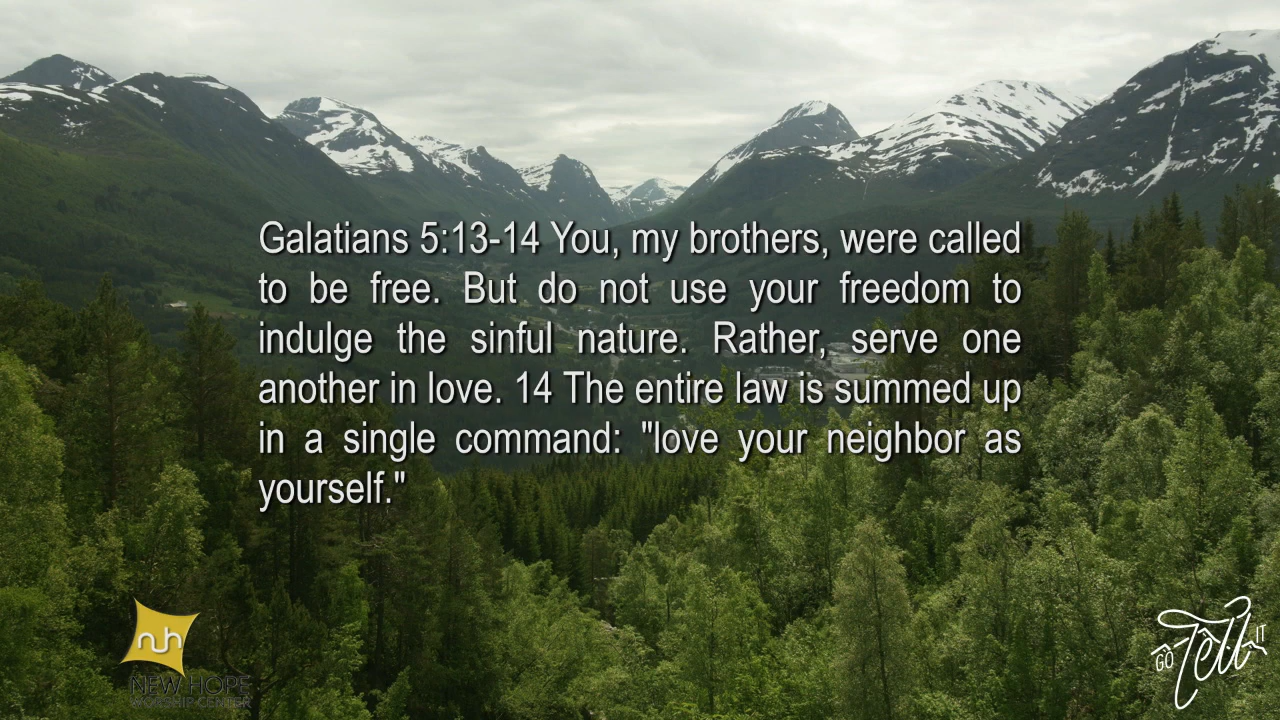 Galatians 5:13-14 You, my brothers, were called
to be free. But do not use your freedom to
indulge the sinful nature. Rather, serve one
another in love. 14 The entire law is summed up
in a single command: "love your neighbor as
yourself."
nuh
NEW HOPE
WORSHIP CENTER
GO Tell IT